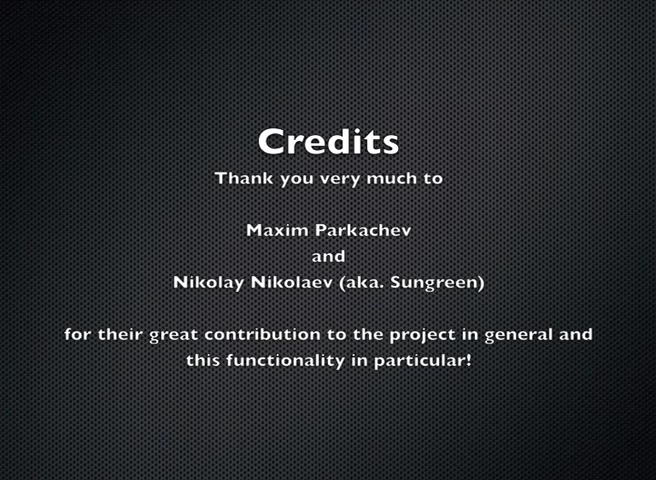 Credits
Thank you very much to
Maxim Parkachev
and
Nikolay Nikolaev (aka. Sungreen)
for their great contribution to the project in general and
this functionality in particular!